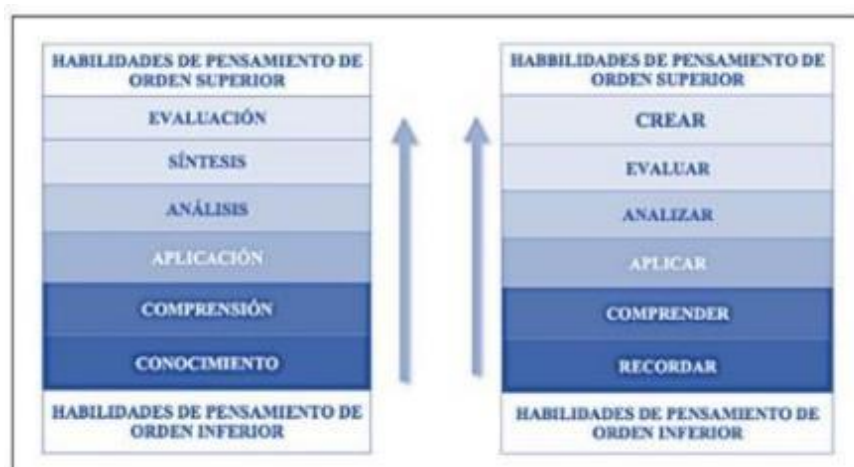 HABILIDADES DE PENSAMIENTO DE
ORDEN SUPERIOR
EVALUACIÓN
SÍNTESIS
ANÁLISIS
APLICACIÓN
COMPRENSIÓN
CONOCIMIENTO
HABILIDADES DE PENSAMIENTO DE
ORDEN INFERIOR
HABBILIDADES DE PENSAMIENTO DE
ORDEN SUPERIOR
CREAR
EVALUAR
ANALIZAR
APLICAR
COMPRENDER
RECORDAR
HABILIDADES DE PENSAMIENTO DE
ORDEN INFERIOR